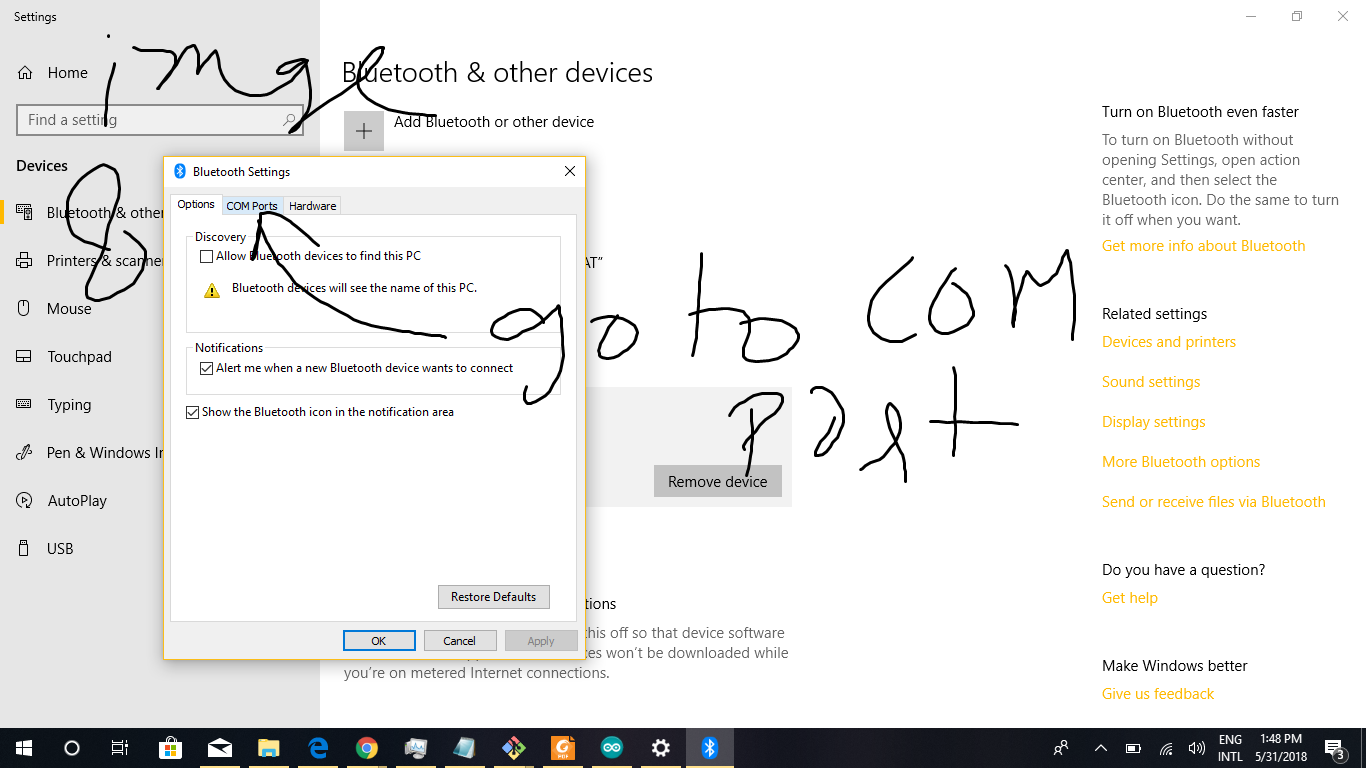 Settings
Home
Find a setting
Devices
Bluetooth & other
Printers & scanner
Mouse
Touchpad
Typing
Pen & Windows In
AutoPlay
USB
image
8
Bluetooth & other devices
Add Bluetooth or other device
Bluetooth Settings
Options COM Ports Hardware
Discovery
Allow Bluetooth devices to find this PC
Bluetooth devices will see the name of this PC.
Notifications
Alert me when a new Bluetooth device wants to connect
Show the Bluetooth icon in the notification area
Restore Defaults
OK Cancel Apply
AT"
go to COM
Port
Remove device
tions
this off so that device software
ces won't be downloaded while
you're on metered Internet connections.
Turn on Bluetooth even faster
To turn on Bluetooth without
opening Settings, open action
center, and then select the
Bluetooth icon. Do the same to turn
it off when you want.
Get more info about Bluetooth
Related settings
Devices and printers
Sound settings
Display settings
More Bluetooth options
Send or receive files via Bluetooth
Do you have a question?
Get help
Make Windows better
Give us feedback
PDF
ENG
INTL
1:48 PM
5/31/2018
3